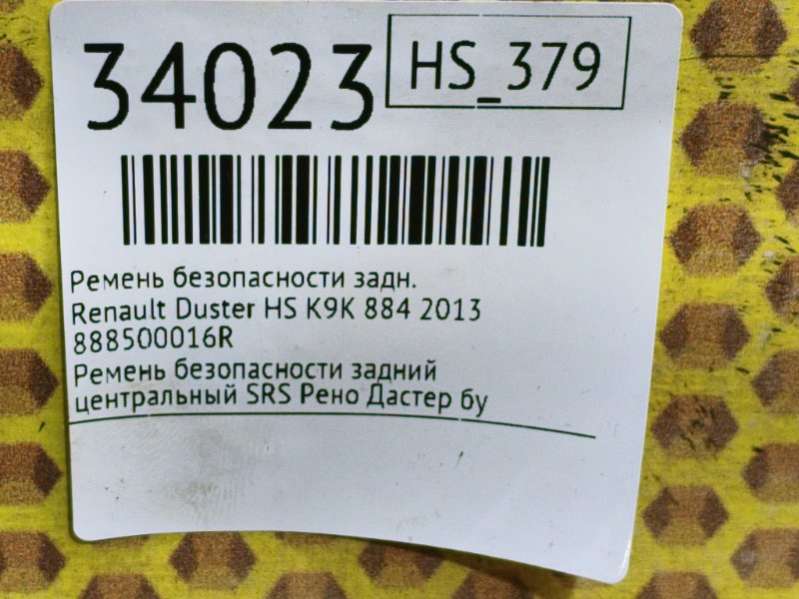 34023
HS_379
Ремень безопасности задн.
Renault Duster HS K9K 884 2013
888500016R
Ремень безопасности задний
центральный SRS Рено Дастер бу